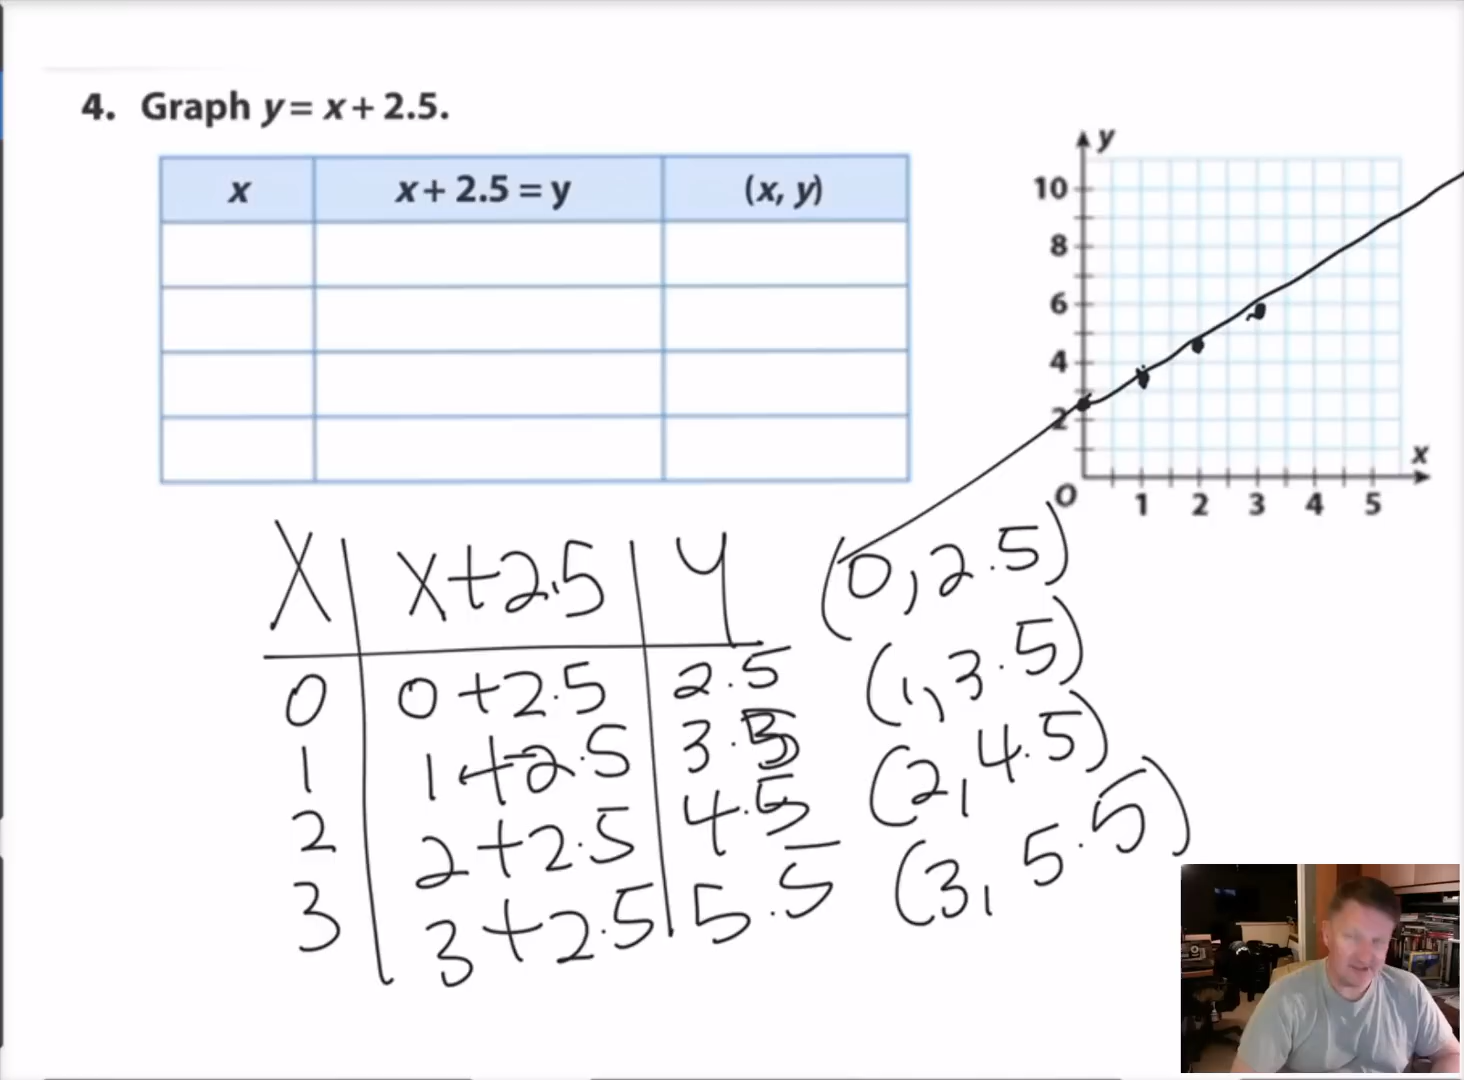 4. Graph y = x + 2.5.
x x + 2.5 = y (x, y)
y
10
8
6
4
2
O 1 2 3 4 5
x
X x+2.5 y (0,2.5)
0 0+2.5 2.5 (1,3.5)
1 1+2.5 3.5 (2,4.5)
2 2+2.5 4.5 (3,5.5)
3 3+2.5 5.5